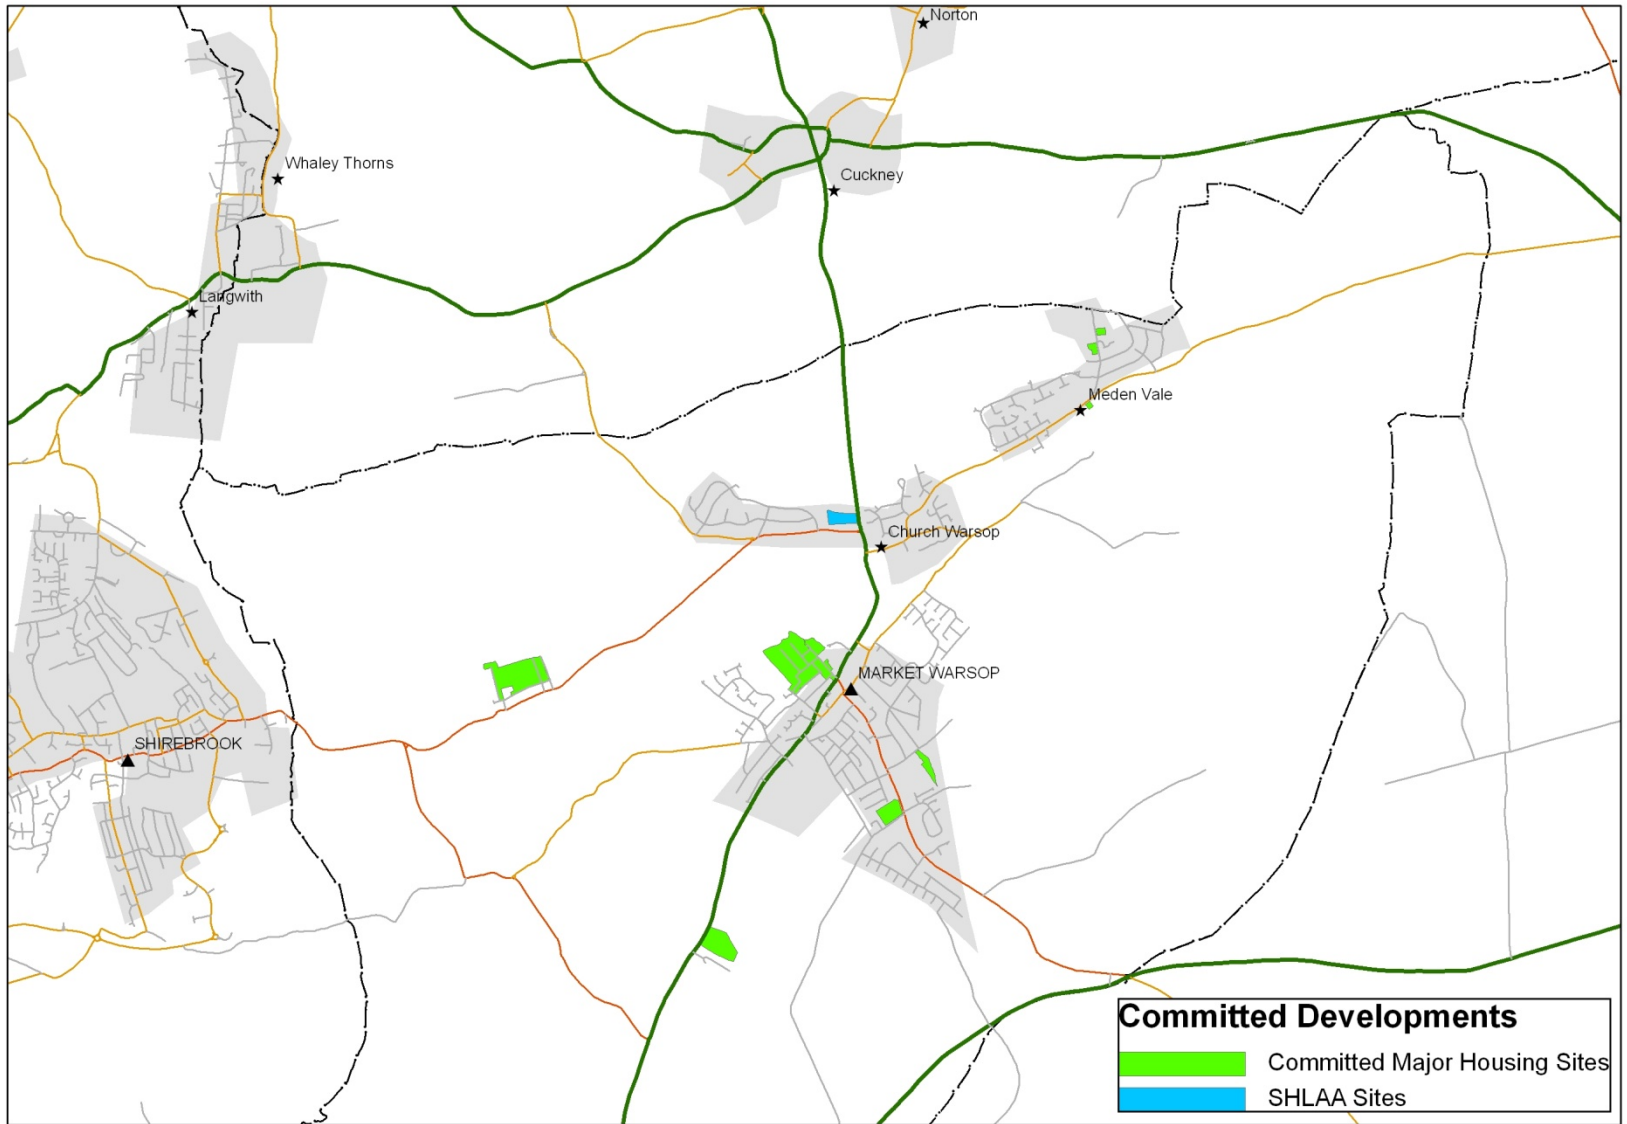 Norton
Whaley Thorns
Cuckney
Langwith
Meden Vale
Church Warsop
MARKET WARSOP
SHIREBROOK
Committed Developments
Committed Major Housing Sites
SHLAA Sites